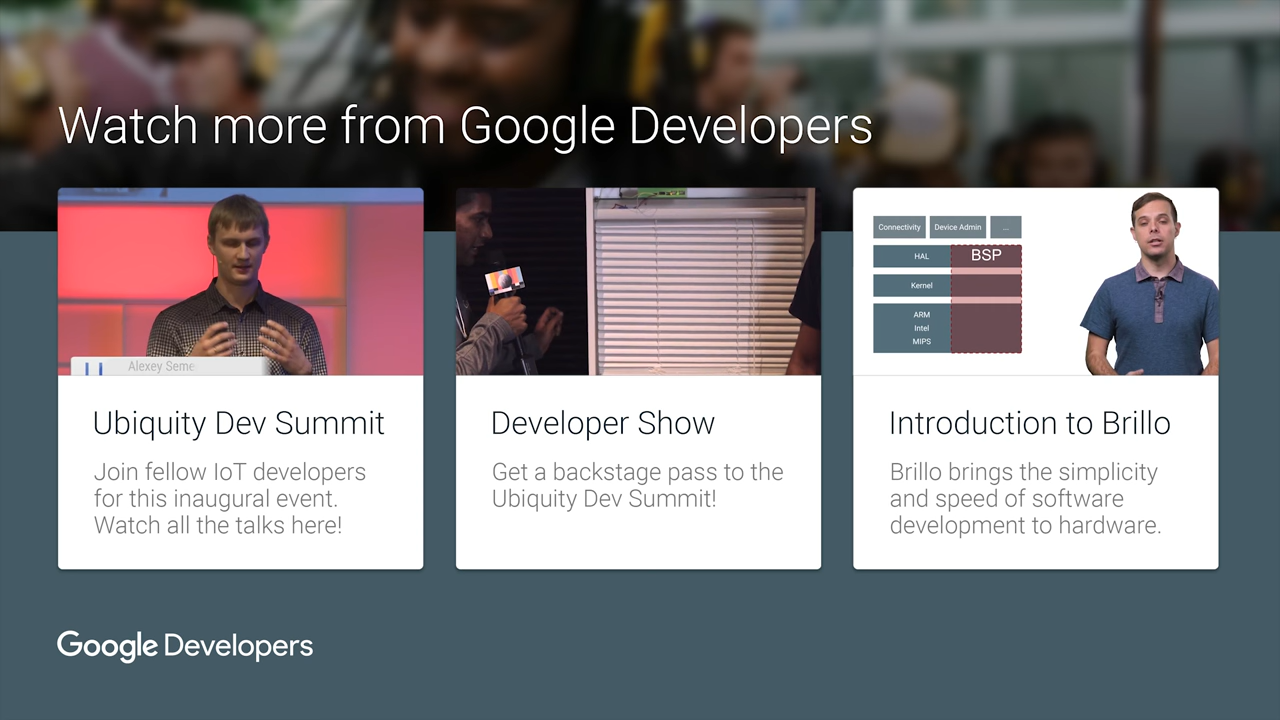 Watch more from Google Developers
Alexey Seme
Ubiquity Dev Summit
Join fellow IoT developers
for this inaugural event.
Watch all the talks here!
Developer Show
Get a backstage pass to the
Ubiquity Dev Summit!
Connectivity
Device Admin
...
HAL
BSP
Kernel
ARM
Intel
MIPS
Introduction to Brillo
Brillo brings the simplicity
and speed of software
development to hardware.
Google Developers